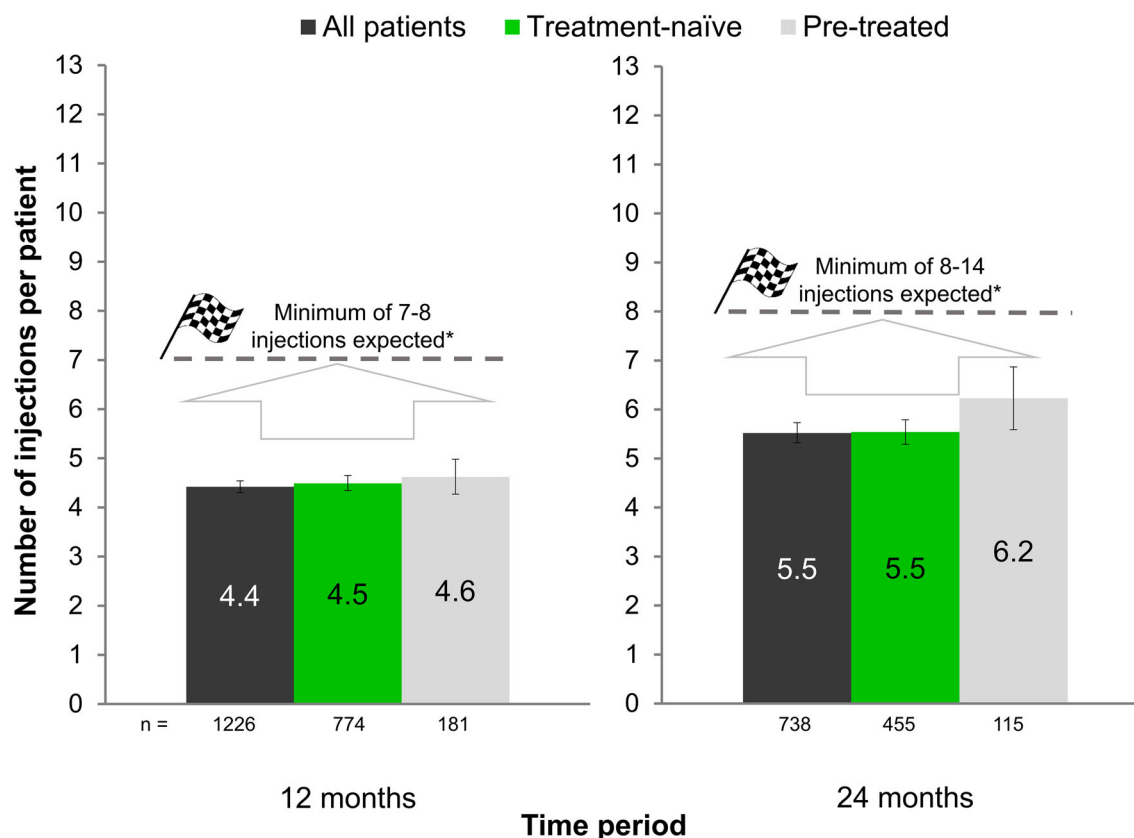 All patients Treatment-naïve Pre-treated
Number of injections per patient
13
12
11
10
9
8
7
6
5
4
3
2
1
0
Minimum of 7-8
injections expected*
4.4 4.5 4.6
n = 1226 774 181
12 months
13
12
11
10
9
8
7
6
5
4
3
2
1
0
Minimum of 8-14
injections expected*
5.5 5.5 6.2
738 455 115
24 months
Time period